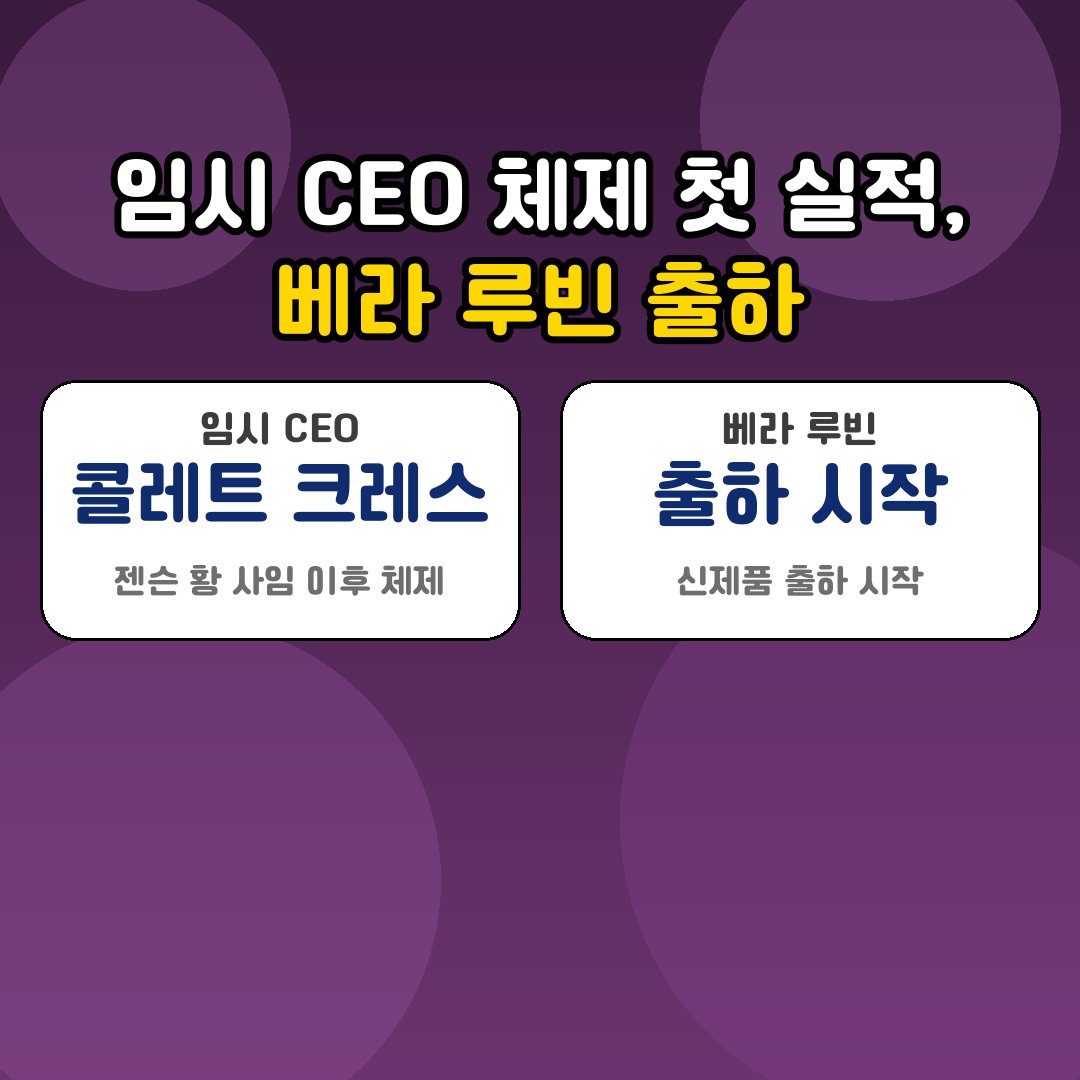 임시 CEO 체제 첫 실적,
베라 루빈 출하
임시 CEO
콜레트 크레스
젠슨 황 사임 이후 체제
베라 루빈
출하 시작
신제품 출하 시작